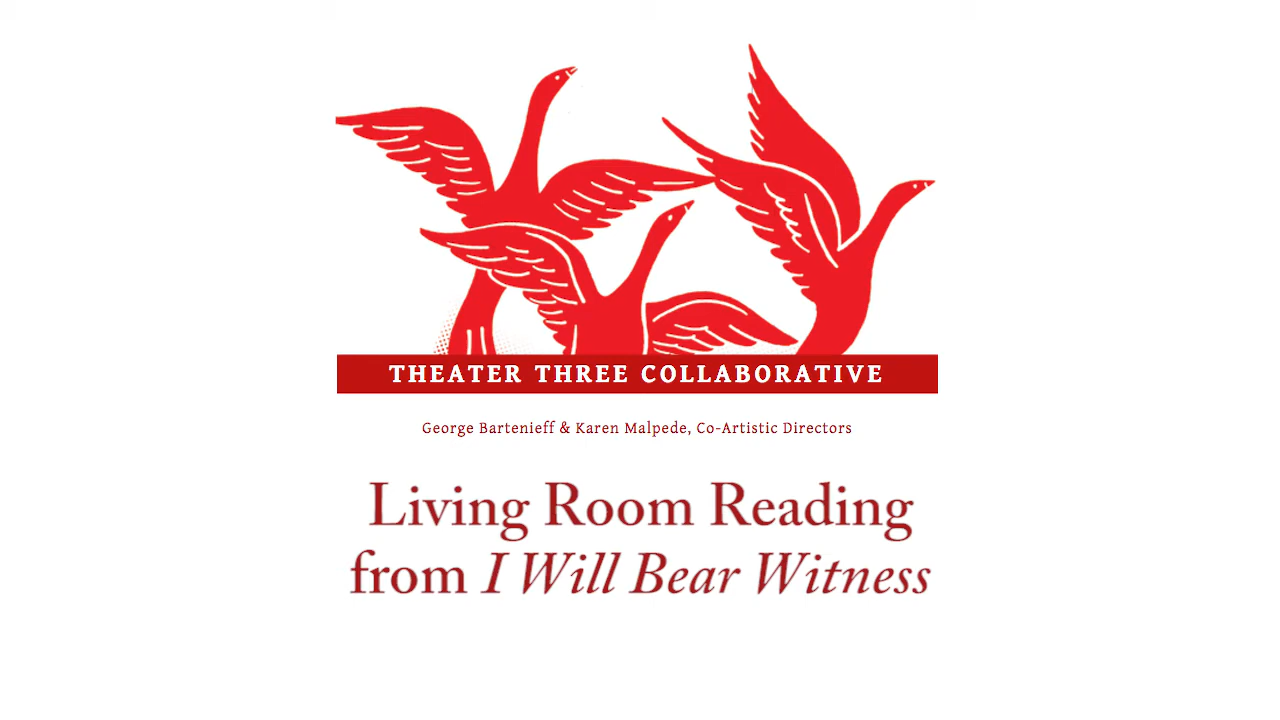 THEATER THREE COLLABORATIVE
George Bartenieff & Karen Malpede, Co-Artistic Directors
Living Room Reading
from I Will Bear Witness